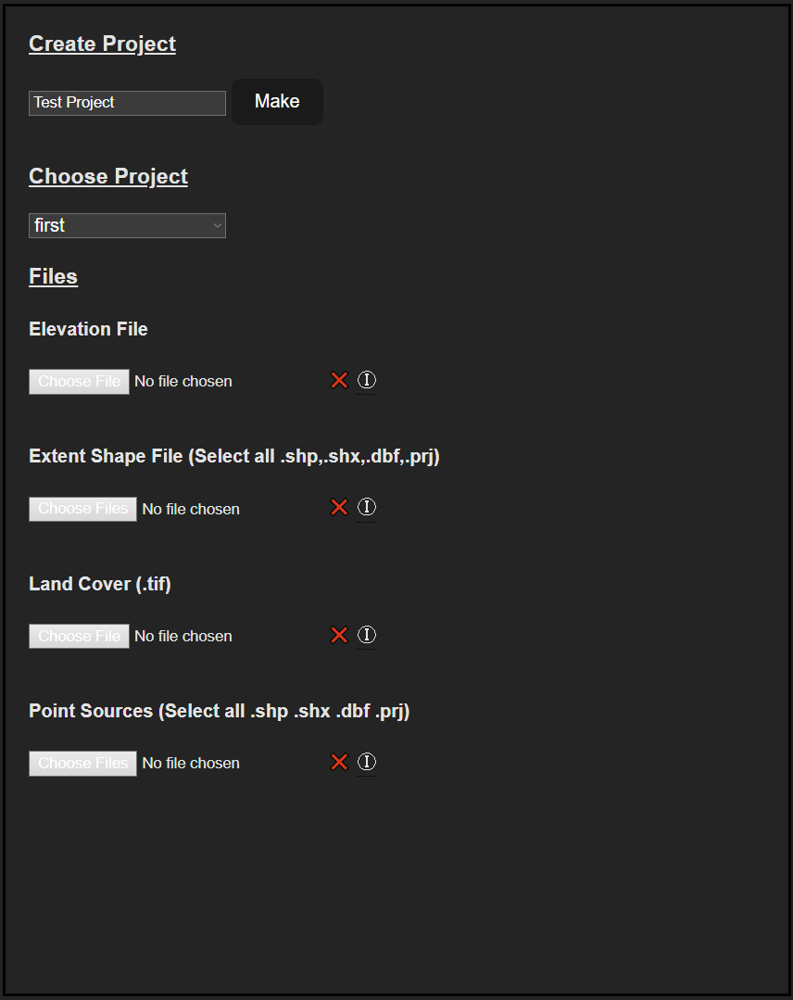 Create Project
Test Project Make
Choose Project
first
Files
Elevation File
Choose File No file chosen
Extent Shape File (Select all .shp,.shx,.dbf,.prj)
Choose Files No file chosen
Land Cover (.tif)
Choose File No file chosen
Point Sources (Select all .shp .shx .dbf .prj)
Choose Files No file chosen